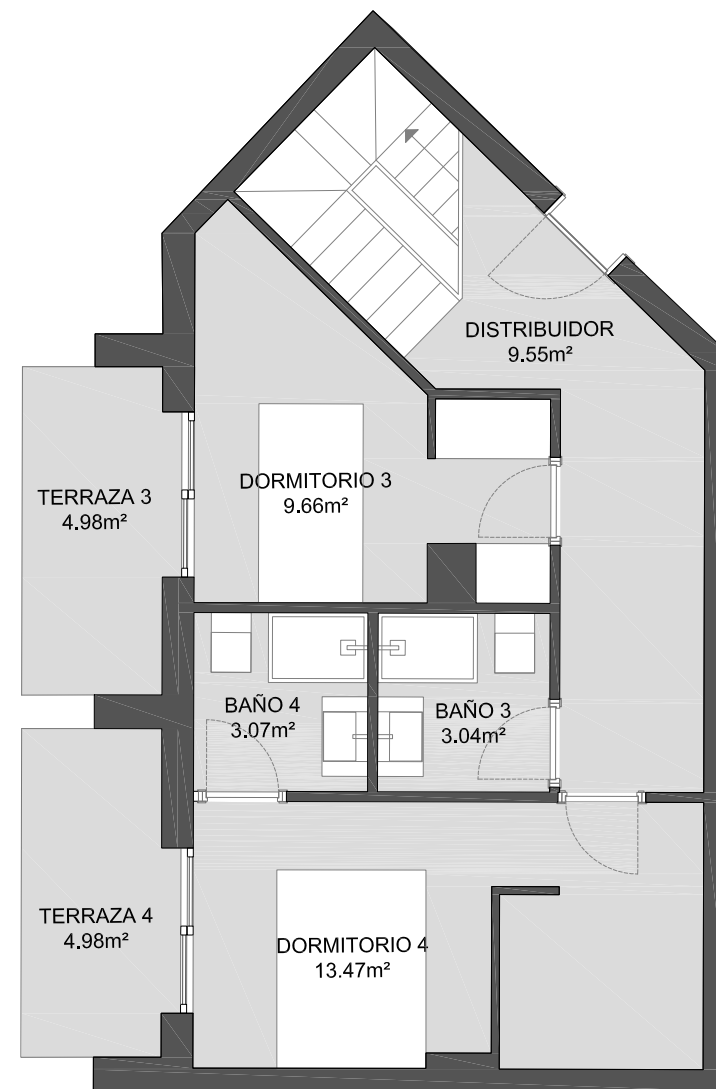 DISTRIBUIDOR
9.55m²
DORMITORIO 3
9.66m²
TERRAZA 3
4.98m²
BAÑO 4
3.07m²
BAÑO 3
3.04m²
TERRAZA 4
4.98m²
DORMITORIO 4
13.47m²